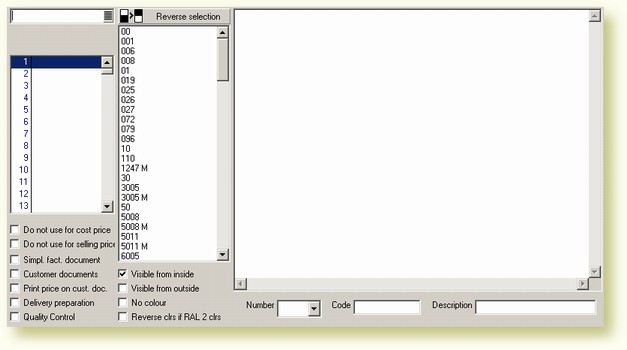 Reverse selection
1
2
3
4
5
6
7
8
9
10
11
12
13
00
001
006
008
01
019
025
026
027
072
079
096
10
110
1247 M
30
3005
3005 M
50
5008
5008 M
5011
5011 M
6005
Do not use for cost price
Do not use for selling price
Simpl. fact. document
Customer documents
Print price on cust. doc.
Delivery preparation
Quality Control
Visible from inside
Visible from outside
No colour
Reverse clrs if RAL 2 clrs
Number
Code
Description